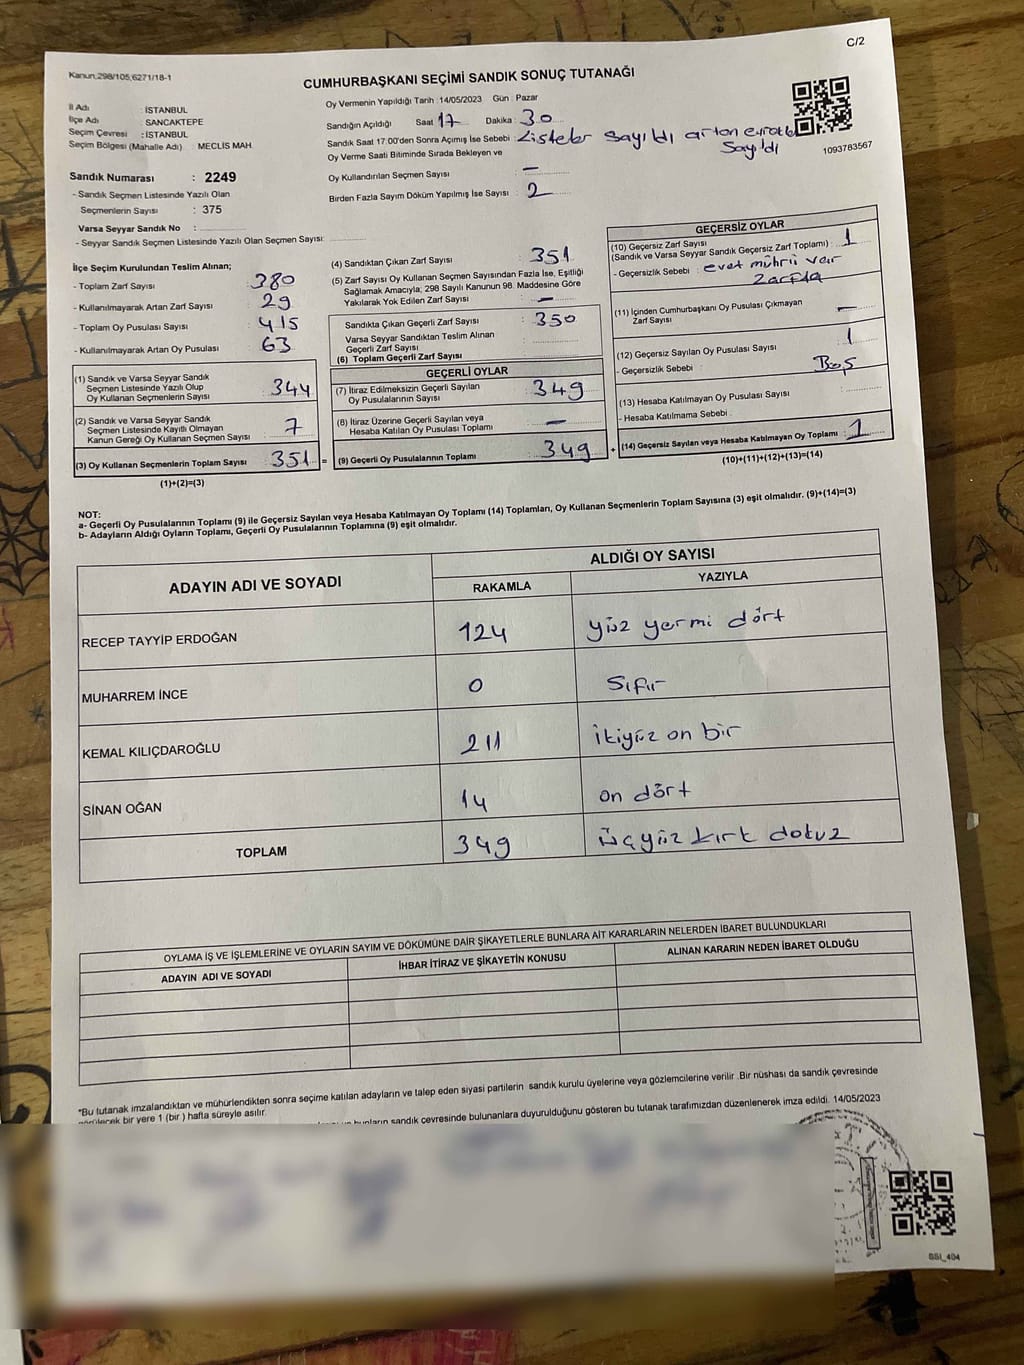 C/2
Kanun;298/105;6271/18-1
CUMHURBAŞKANI SEÇİMİ SANDIK SONUÇ TUTANAĞI
İl Adı : İSTANBUL
İlçe Adı : SANCAKTEPE
Seçim Çevresi : İSTANBUL
Seçim Bölgesi (Mahalle Adı) : MECLİS MAH.
Sandık Numarası : 2249
- Sandık Seçmen Listesinde Yazılı Olan
Seçmenlerin Sayısı : 375
Varsa Seyyar Sandık No :
- Seyyar Sandık Seçmen Listesinde Yazılı Olan Seçmen Sayısı:
Oy Vermenin Yapıldığı Tarih :14/05/2023 Gün : Pazar
Sandığın Açıldığı Saat 17 Dakika : 30
Sandık Saat 17:00'den Sonra Açımış İse Sebebi : Listeler sayıldı artan
Sayıldı
Oy Verme Saati Bitiminde Sırada Bekleyen ve
Oy Kullandırılan Seçmen Sayısı : —
Birden Fazla Sayım Döküm Yapılmış İse Sayısı : 2
1093783567
İlçe Seçim Kurulundan Teslim Alınan;
- Toplam Zarf Sayısı : 380
- Kullanılmayarak Artan Zarf Sayısı : 29
- Toplam Oy Pusulası Sayısı : 415
- Kullanılmayarak Artan Oy Pusulası : 63
(1) Sandık ve Varsa Seyyar Sandık
Seçmen Listesinde Yazılı Olup
Oy Kullanan Seçmenlerin Sayısı : 344
(2) Sandık ve Varsa Seyyar Sandık
Seçmen Listesinde Kayıtlı Olmayan
Kanun Gereği Oy Kullanan Seçmen Sayısı : 7
(3) Oy Kullanan Seçmenlerin Toplam Sayısı : 351 =
(1)+(2)=(3)
(4) Sandıktan Çıkan Zarf Sayısı : 351
(5) Zarf Sayısı Oy Kullanan Seçmen Sayısından Fazla İse, Eşitliği
Sağlamak Amacıyla; 298 Sayılı Kanunun 98. Maddesine Göre
Yakılarak Yok Edilen Zarf Sayısı : —
Sandıkta Çıkan Geçerli Zarf Sayısı : 350
Varsa Seyyar Sandıktan Teslim Alınan
Geçerli Zarf Sayısı :
(6) Toplam Geçerli Zarf Sayısı
GEÇERLİ OYLAR
(7) İtiraz Edilmeksizin Geçerli Sayılan
Oy Pusulalarının Sayısı : 349
(8) İtiraz Üzerine Geçerli Sayılan veya
Hesaba Katılan Oy Pusulası Toplamı : —
(9) Geçerli Oy Pusulalarının Toplamı : 349 +
GEÇERSİZ OYLAR
(10) Geçersiz Zarf Sayısı
(Sandık ve Varsa Seyyar Sandık Geçersiz Zarf Toplamı) : 1
- Geçersizlik Sebebi : evet mührü var
Zarfda
(11) İçinden Cumhurbaşkanı Oy Pusulası Çıkmayan
Zarf Sayısı : —
(12) Geçersiz Sayılan Oy Pusulası Sayısı : 1
- Geçersizlik Sebebi : Boş
(13) Hesaba Katılmayan Oy Pusulası Sayısı :
- Hesaba Katılmama Sebebi :
(14) Geçersiz Sayılan veya Hesaba Katılmayan Oy Toplamı : 1
(10)+(11)+(12)+(13)=(14)
NOT:
a- Geçerli Oy Pusulalarının Toplamı (9) ile Geçersiz Sayılan veya Hesaba Katılmayan Oy Toplamı (14) Toplamları, Oy Kullanan Seçmenlerin Toplam Sayısına (3) eşit olmalıdır. (9)+(14)=(3)
b- Adayların Aldığı Oyların Toplamı, Geçerli Oy Pusulalarının Toplamına (9) eşit olmalıdır.
ADAYIN ADI VE SOYADI
ALDIĞI OY SAYISI
RAKAMLA YAZIYLA
RECEP TAYYİP ERDOĞAN 124 yüz yermi dört
MUHARREM İNCE 0 Sıfır
KEMAL KILIÇDAROĞLU 211 ikiyüz on bir
SİNAN OĞAN 14 on dört
TOPLAM 349 üçyüz kırk dokuz
OYLAMA İŞ VE İŞLEMLERİNE VE OYLARIN SAYIM VE DÖKÜMÜNE DAİR ŞİKAYETLERLE BUNLARA AİT KARARLARIN NELERDEN İBARET BULUNDUKLARI
ADAYIN ADI VE SOYADI İHBAR İTİRAZ VE ŞİKAYETİN KONUSU ALINAN KARARIN NEDEN İBARET OLDUĞU
*Bu tutanak imzalandıktan ve mühürlendikten sonra seçime katılan adayların ve talep eden siyasi partilerin sandık kurulu üyelerine veya gözlemcilerine verilir .Bir nüshası da sandık çevresinde
görülecek bir yere 1 (bir ) hafta süreyle asılır.
bunların sandık çevresinde bulunanlara duyurulduğunu gösteren bu tutanak tarafımızdan düzenlenerek imza edildi. 14/05/2023